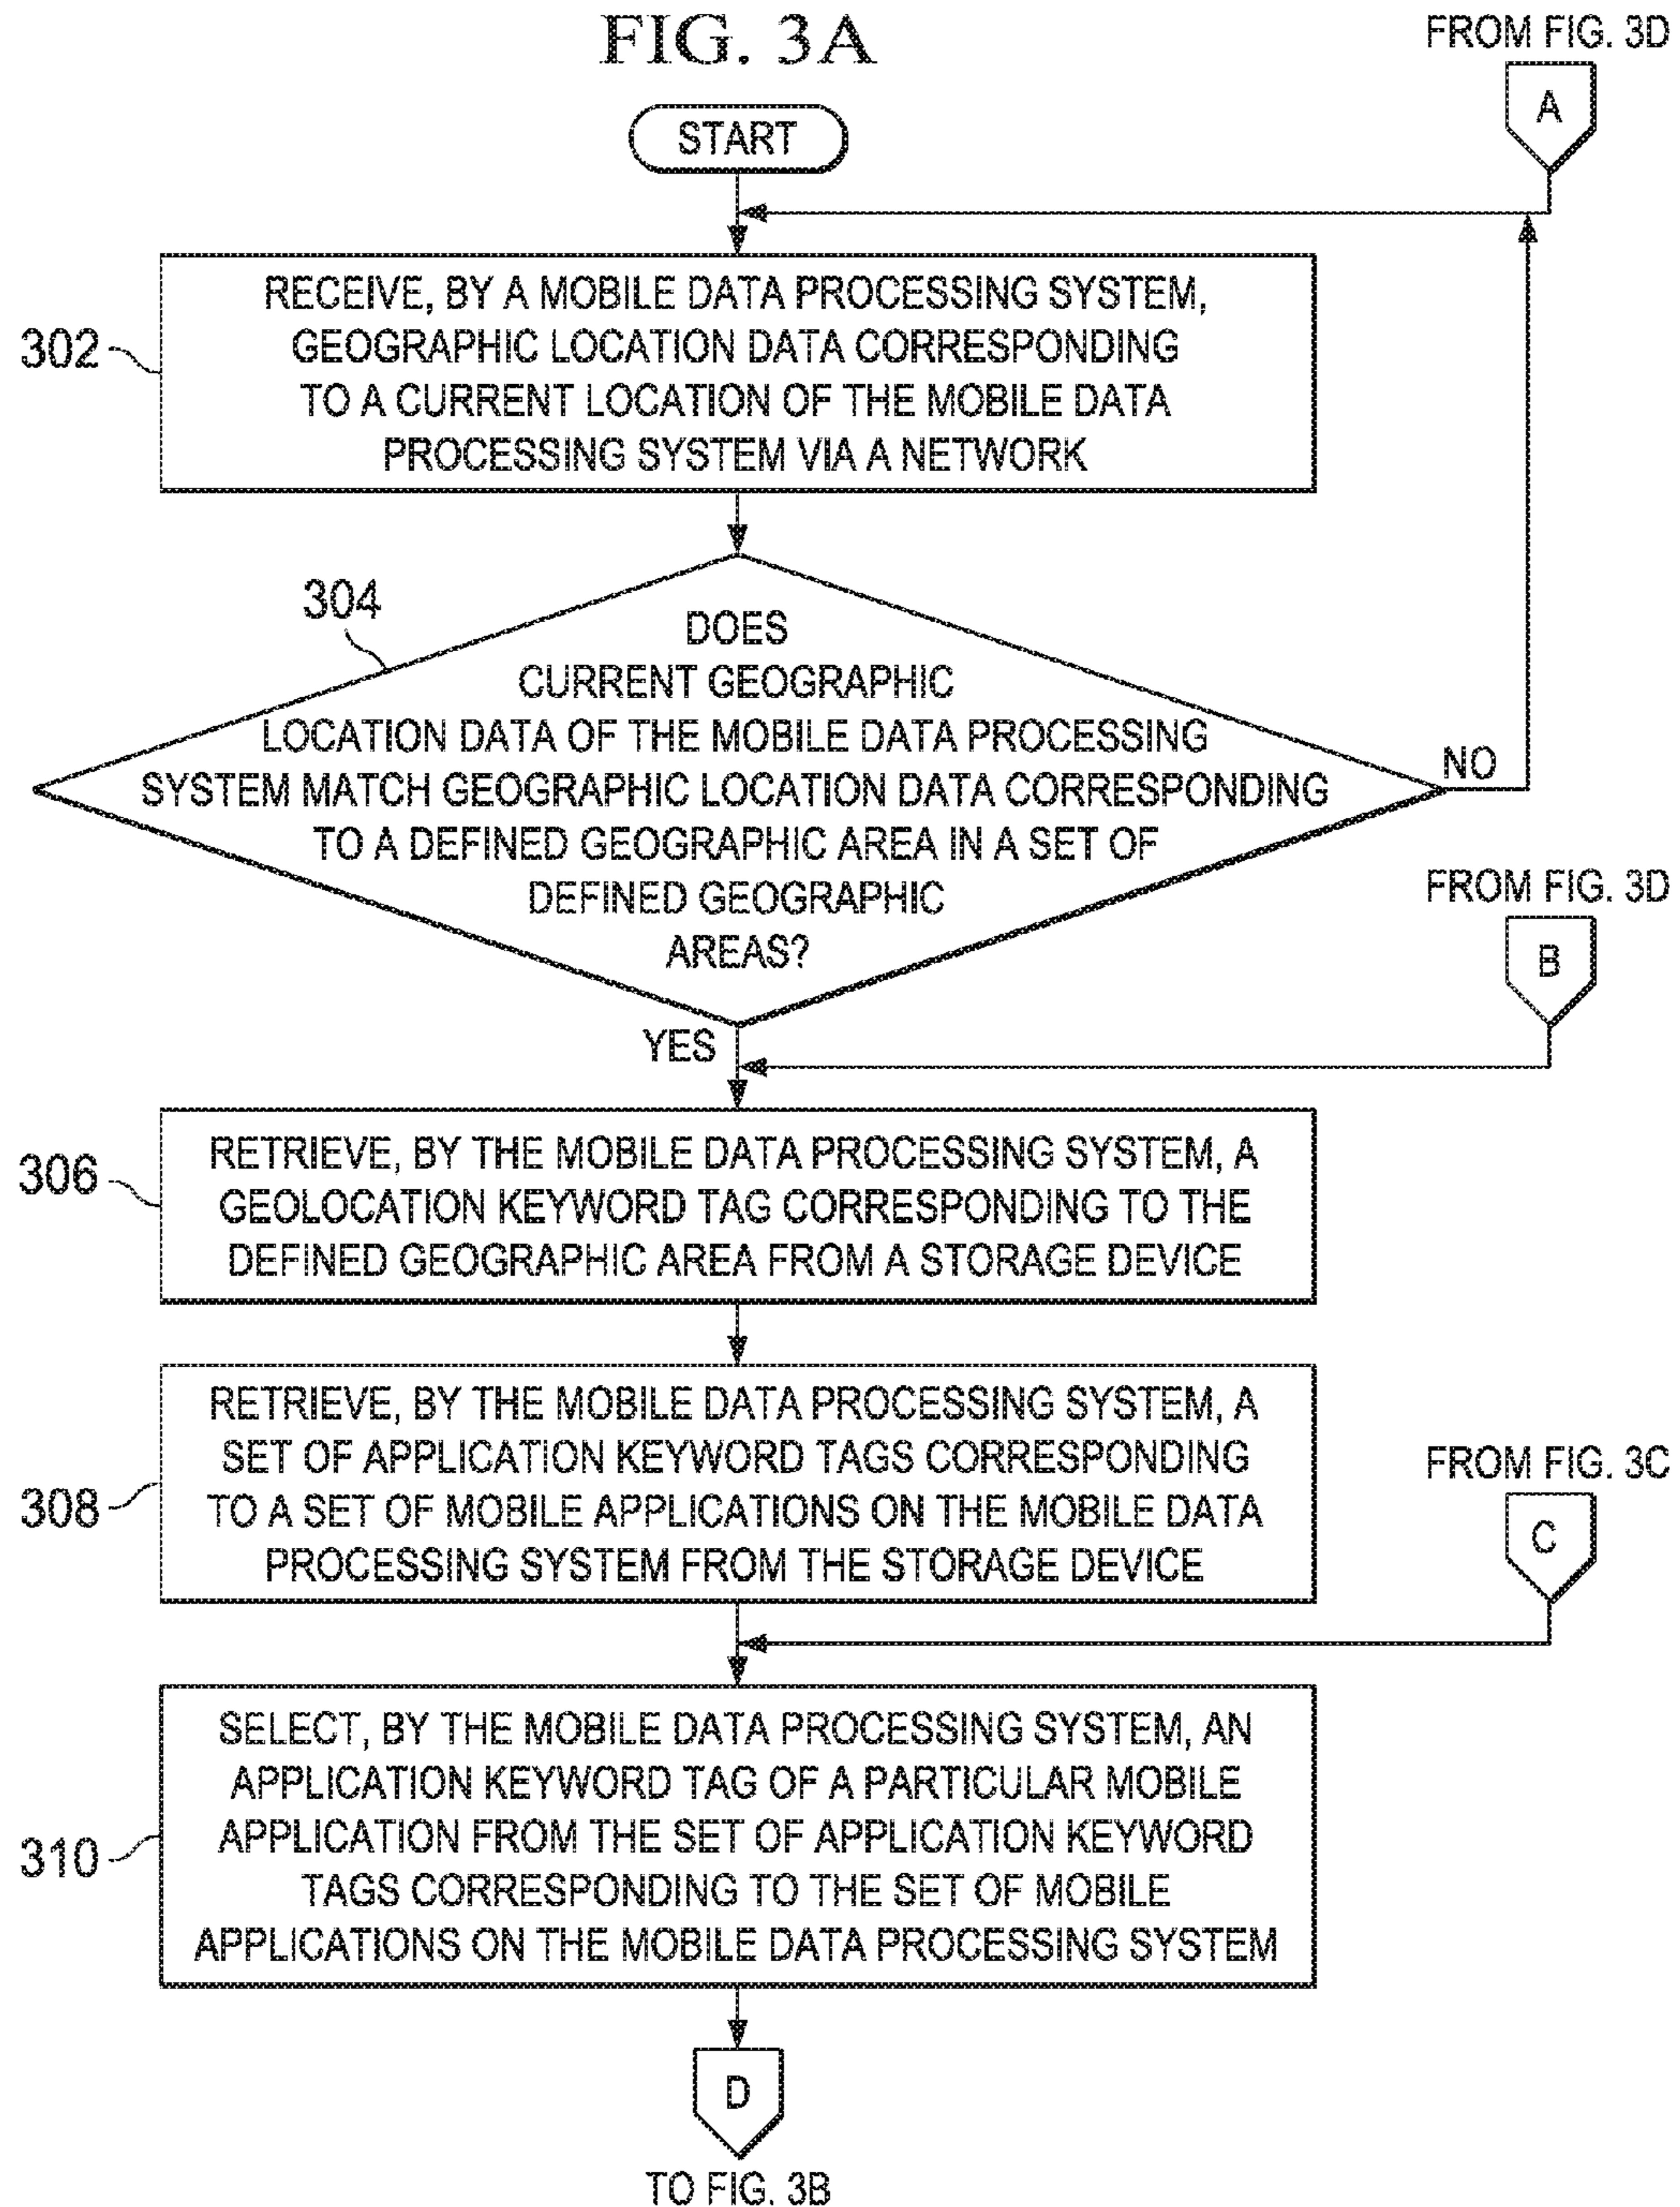 FIG. 3A
FROM FIG. 3D
A
START
302
RECEIVE, BY A MOBILE DATA PROCESSING SYSTEM,
GEOGRAPHIC LOCATION DATA CORRESPONDING
TO A CURRENT LOCATION OF THE MOBILE DATA
PROCESSING SYSTEM VIA A NETWORK
304
DOES
CURRENT GEOGRAPHIC
LOCATION DATA OF THE MOBILE DATA PROCESSING
SYSTEM MATCH GEOGRAPHIC LOCATION DATA CORRESPONDING
TO A DEFINED GEOGRAPHIC AREA IN A SET OF
DEFINED GEOGRAPHIC
AREAS?
NO
FROM FIG. 3D
B
YES
306
RETRIEVE, BY THE MOBILE DATA PROCESSING SYSTEM, A
GEOLOCATION KEYWORD TAG CORRESPONDING TO THE
DEFINED GEOGRAPHIC AREA FROM A STORAGE DEVICE
308
RETRIEVE, BY THE MOBILE DATA PROCESSING SYSTEM, A
SET OF APPLICATION KEYWORD TAGS CORRESPONDING
TO A SET OF MOBILE APPLICATIONS ON THE MOBILE DATA
PROCESSING SYSTEM FROM THE STORAGE DEVICE
FROM FIG. 3C
C
310
SELECT, BY THE MOBILE DATA PROCESSING SYSTEM, AN
APPLICATION KEYWORD TAG OF A PARTICULAR MOBILE
APPLICATION FROM THE SET OF APPLICATION KEYWORD
TAGS CORRESPONDING TO THE SET OF MOBILE
APPLICATIONS ON THE MOBILE DATA PROCESSING SYSTEM
D
TO FIG. 3B